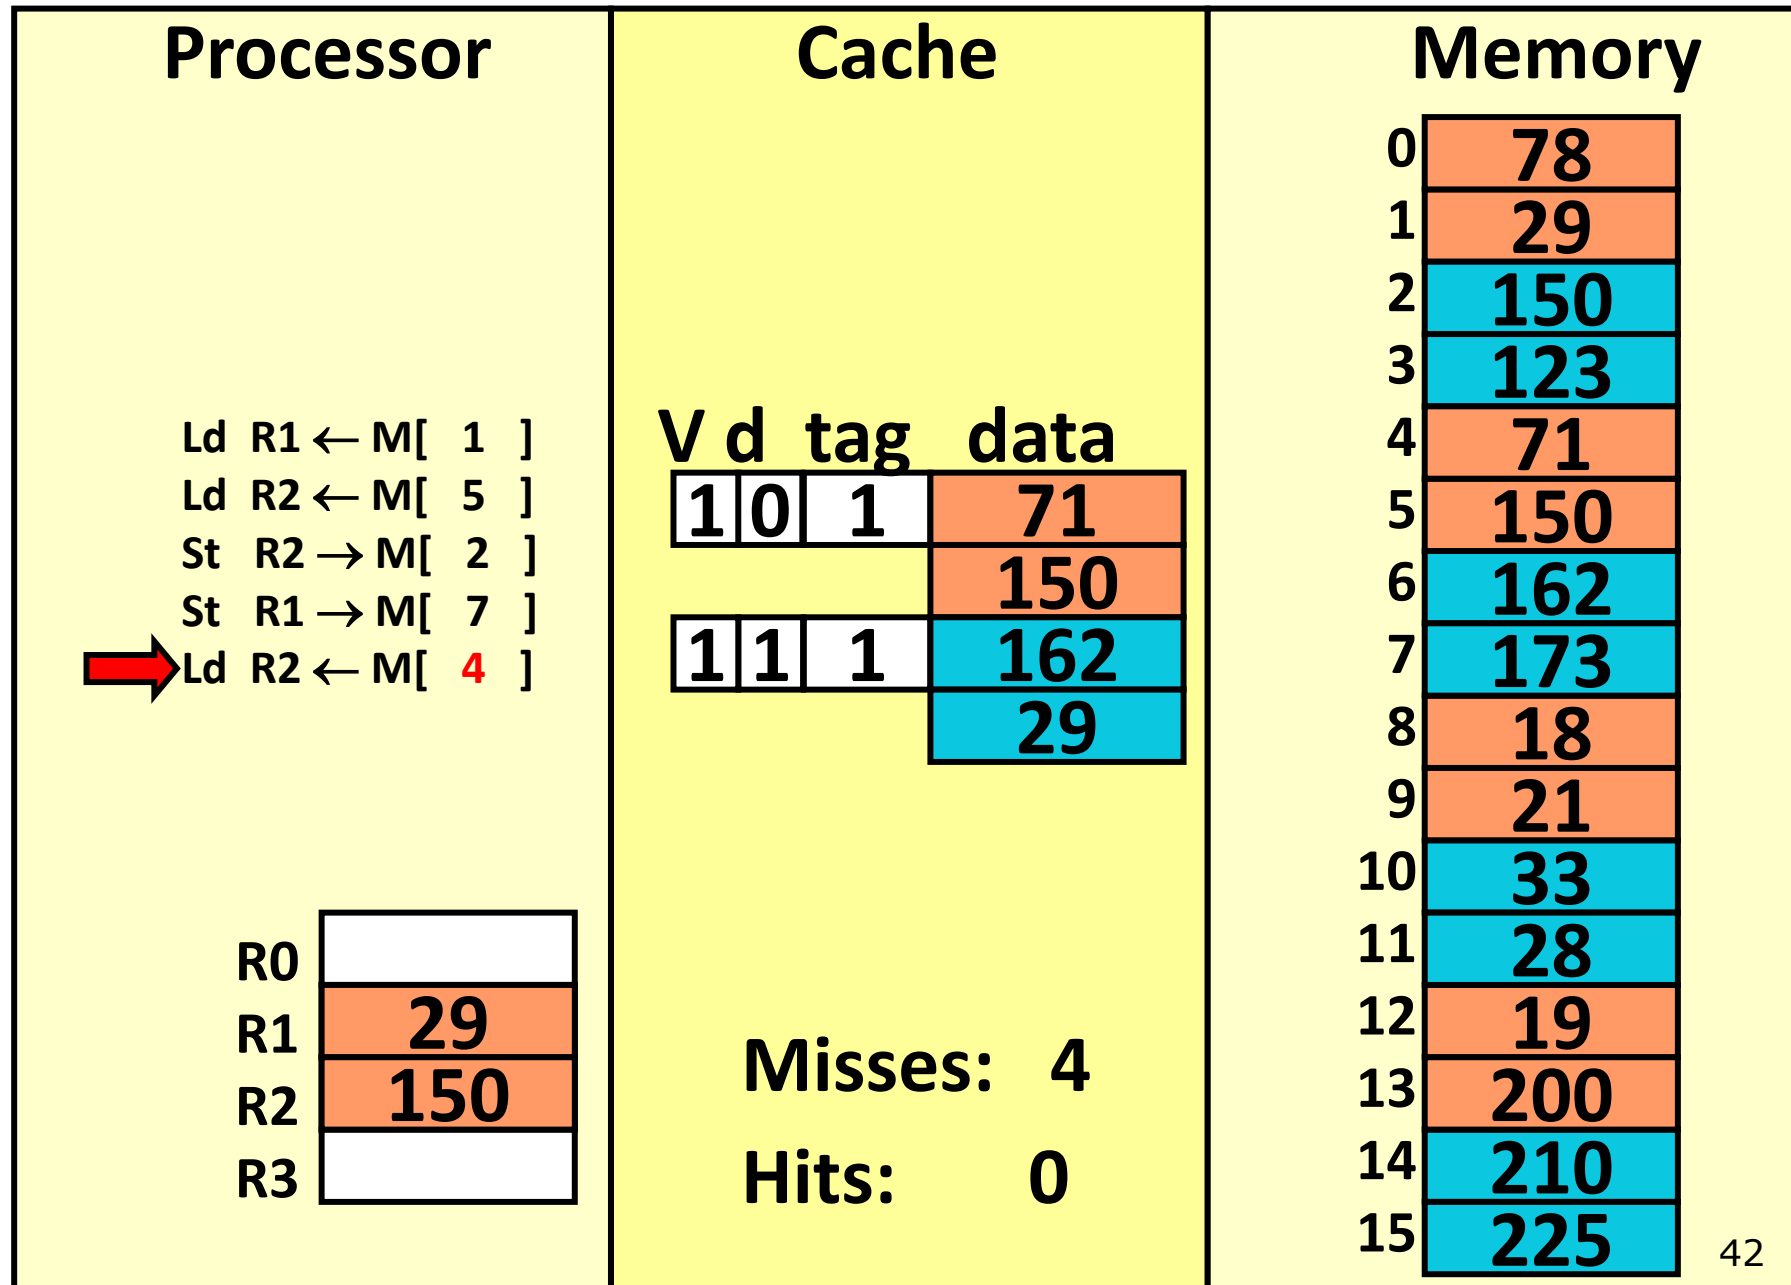 Processor
Ld R1 ← M[ 1 ]
Ld R2 ← M[ 5 ]
St R2 → M[ 2 ]
St R1 → M[ 7 ]
Ld R2 ← M[ 4 ]
R0
R1 29
R2 150
R3
Cache
V d tag data
1 0 1 71
150
1 1 1 162
29
Misses: 4
Hits: 0
Memory
0 78
1 29
2 150
3 123
4 71
5 150
6 162
7 173
8 18
9 21
10 33
11 28
12 19
13 200
14 210
15 225
42